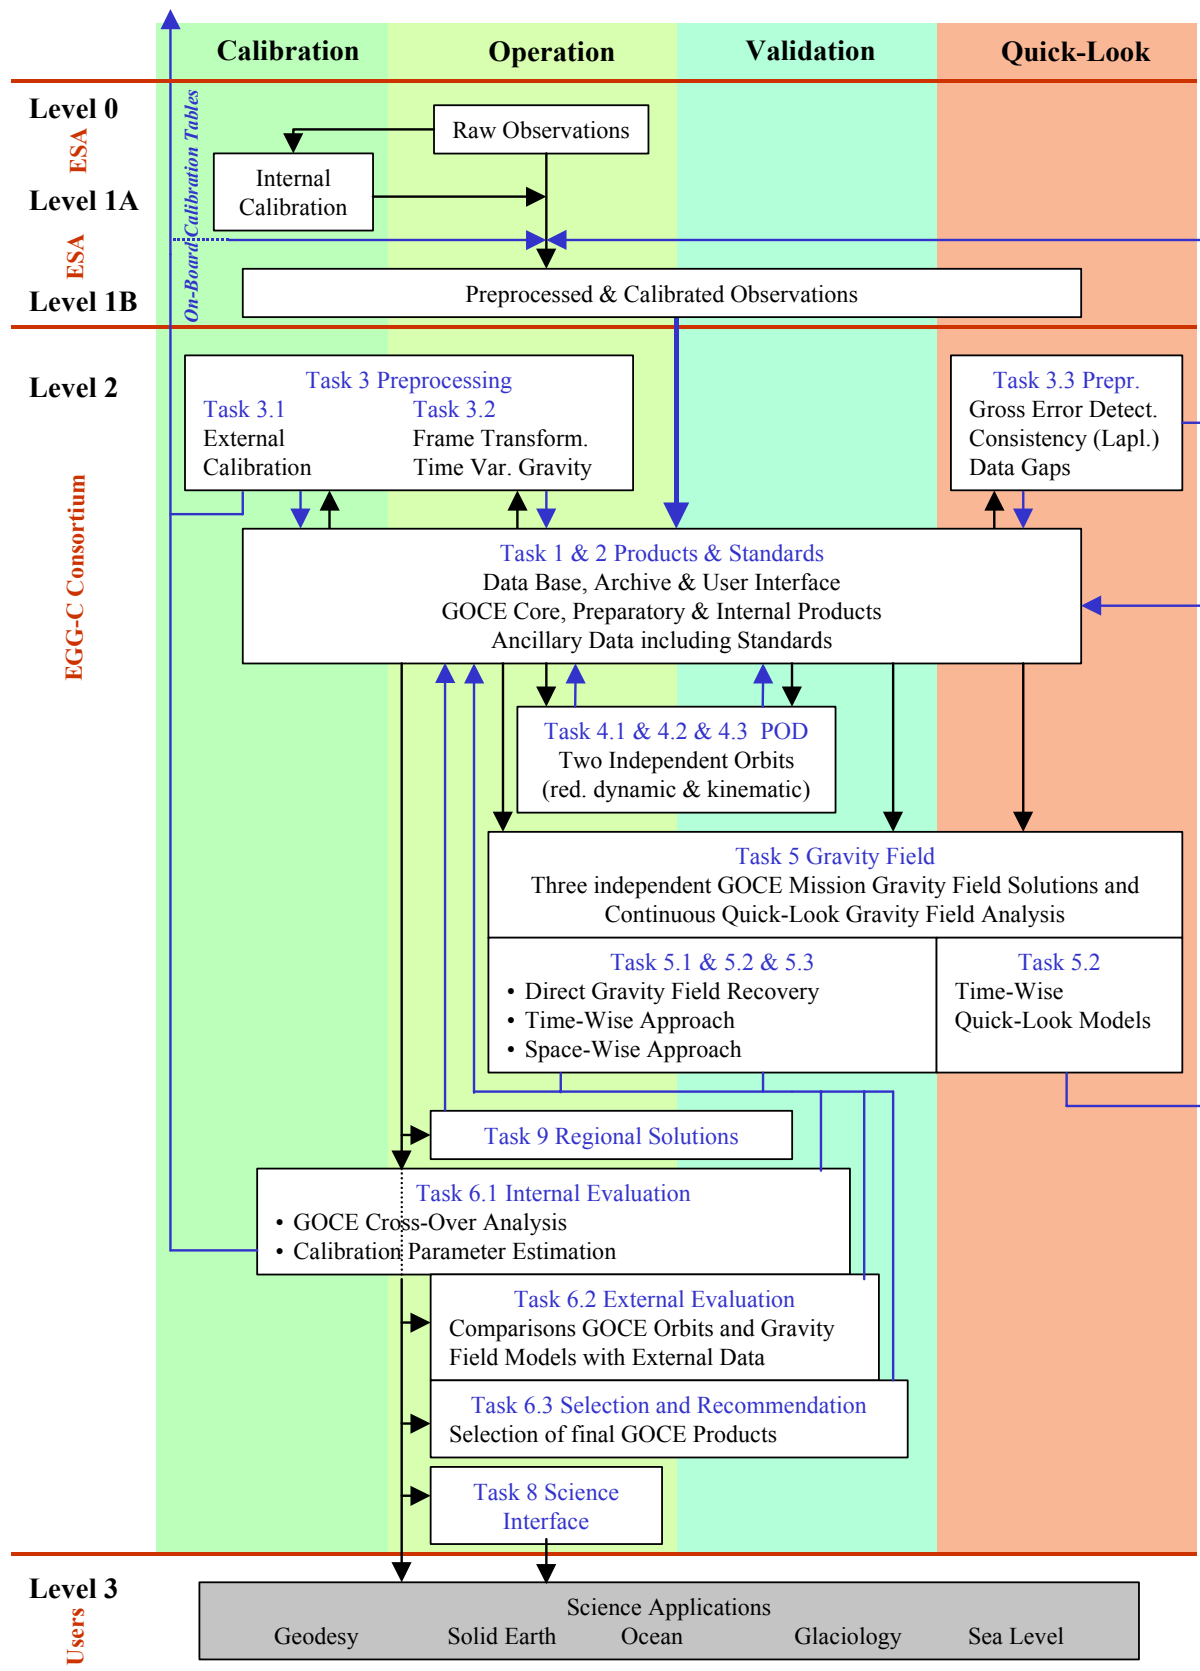 Calibration
Operation
Validation
Quick-Look
Level 0
ESA
Level 1A
ESA
Level 1B
On-Board Calibration Tables
Raw Observations
Internal
Calibration
Preprocessed & Calibrated Observations
Level 2
EGG-C Consortium
Task 3 Preprocessing
Task 3.1
External
Calibration
Task 3.2
Frame Transform.
Time Var. Gravity
Task 3.3 Prepr.
Gross Error Detect.
Consistency (Lapl.)
Data Gaps
Task 1 & 2 Products & Standards
Data Base, Archive & User Interface
GOCE Core, Preparatory & Internal Products
Ancillary Data including Standards
Task 4.1 & 4.2 & 4.3 POD
Two Independent Orbits
(red. dynamic & kinematic)
Task 5 Gravity Field
Three independent GOCE Mission Gravity Field Solutions and
Continuous Quick-Look Gravity Field Analysis
Task 5.1 & 5.2 & 5.3
• Direct Gravity Field Recovery
• Time-Wise Approach
• Space-Wise Approach
Task 5.2
Time-Wise
Quick-Look Models
Task 9 Regional Solutions
Task 6.1 Internal Evaluation
• GOCE Cross-Over Analysis
• Calibration Parameter Estimation
Task 6.2 External Evaluation
Comparisons GOCE Orbits and Gravity
Field Models with External Data
Task 6.3 Selection and Recommendation
Selection of final GOCE Products
Task 8 Science
Interface
Level 3
Users
Science Applications
Geodesy Solid Earth Ocean Glaciology Sea Level